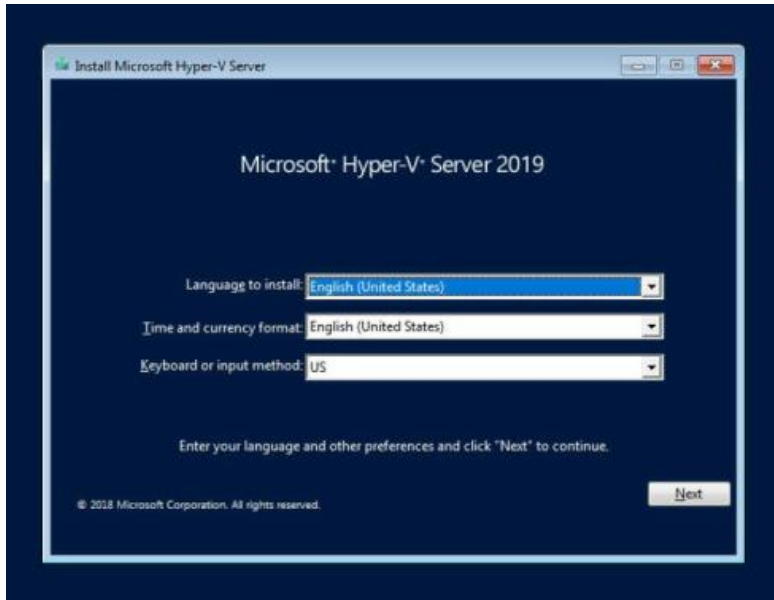 Install Microsoft Hyper-V Server
Microsoft® Hyper-V® Server 2019
Language to install: English (United States)
Time and currency format: English (United States)
Keyboard or input method: US
Enter your language and other preferences and click "Next" to continue.
Next
© 2018 Microsoft Corporation. All rights reserved.